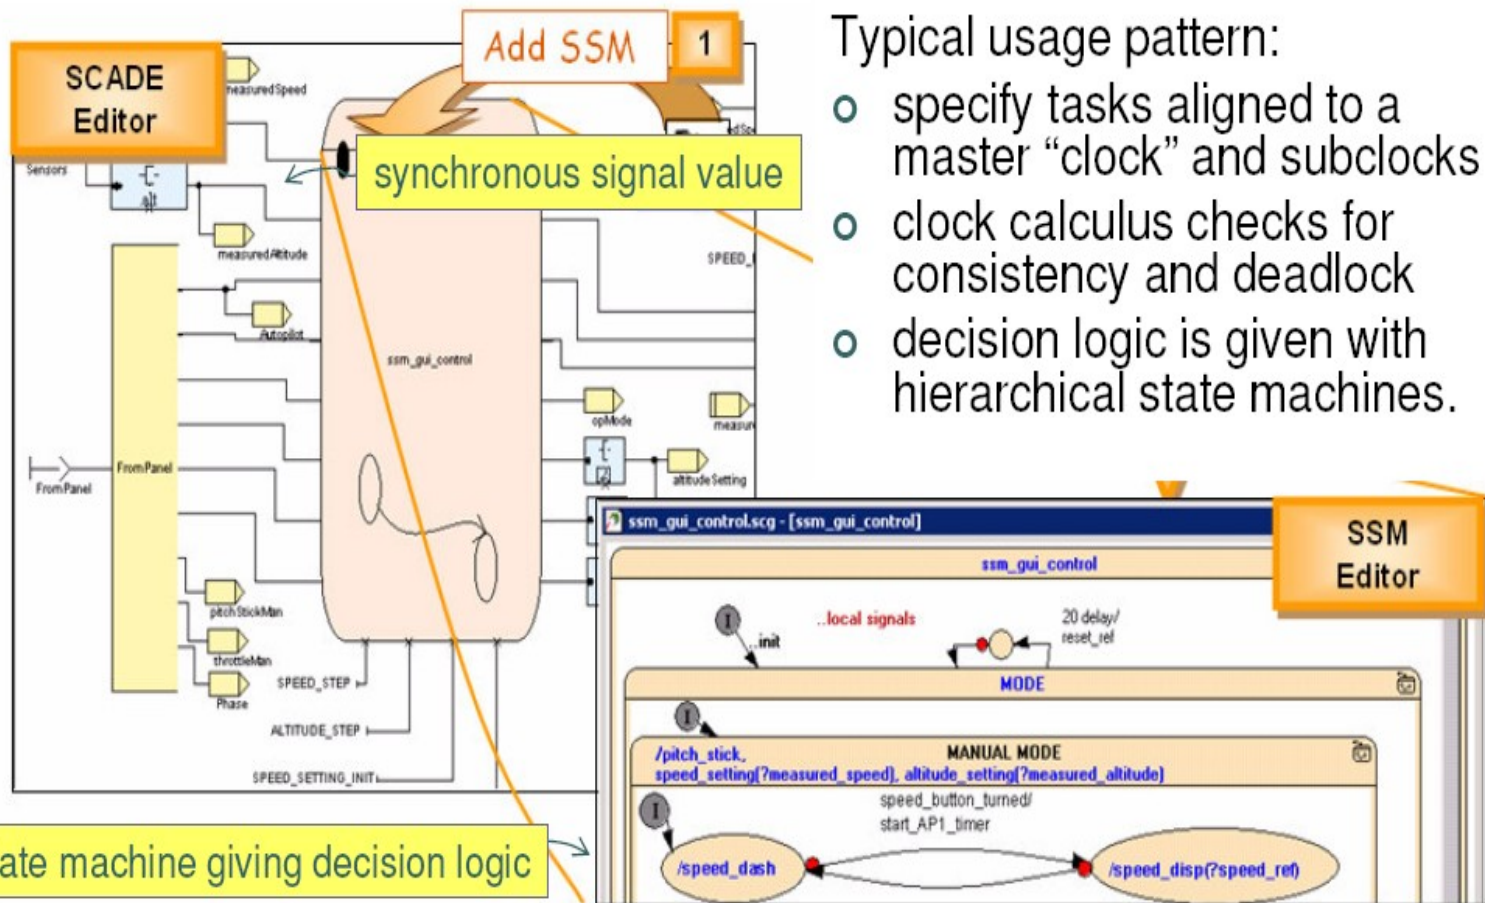 Add SSM
1
SCADE
Editor
measuredSpeed
synchronous signal value
Sensors
Alt
measuredAltitude
SPEED_
Autopilot
ssm_gui_control
opMode
measur
altitudeSetting
FromPanel
FromPanel
pitchStickMan
throttleMan
Phase
SPEED_STEP
ALTITUDE_STEP
SPEED_SETTING_INIT
ate machine giving decision logic
Typical usage pattern:
specify tasks aligned to a
master “clock” and subclocks
clock calculus checks for
consistency and deadlock
decision logic is given with
hierarchical state machines.
ssm_gui_control.scg - [ssm_gui_control]
SSM
Editor
ssm_gui_control
I
..init
..local signals
20 delay/
reset_ref
MODE
I
/pitch_stick,
MANUAL MODE
speed_setting(?measured_speed), altitude_setting(?measured_altitude)
I
speed_button_turned/
start_AP1_timer
/speed_dash
/speed_disp(?speed_ref)